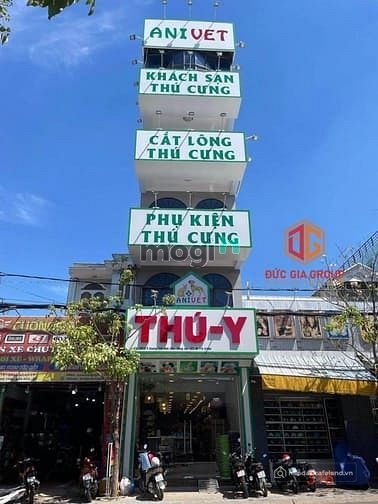 ANIVET
KHÁCH SẠN
THÚ CƯNG
CẮT LÔNG
THÚ CƯNG
PHỤ KIỆN
THÚ CƯNG
mogi
ĐỨC GIA GROUP
ANIVET
THÚ-Y